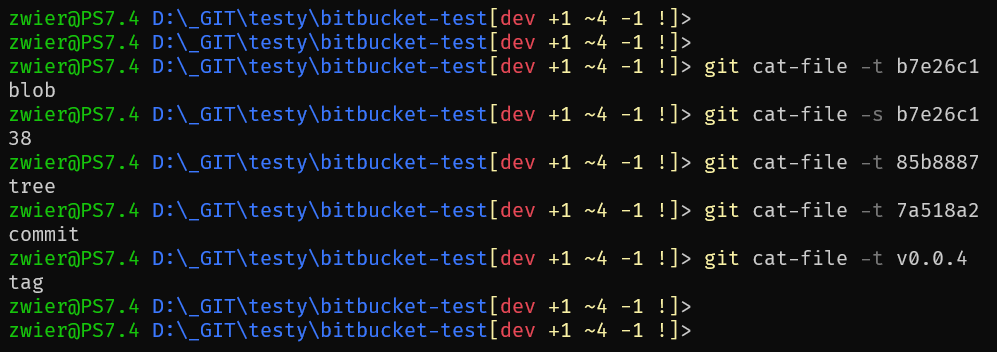 zwier@PS7.4 D:\_GIT\testy\bitbucket-test[dev +1 ~4 -1 !]>
zwier@PS7.4 D:\_GIT\testy\bitbucket-test[dev +1 ~4 -1 !]>
zwier@PS7.4 D:\_GIT\testy\bitbucket-test[dev +1 ~4 -1 !]> git cat-file -t b7e26c1
blob
zwier@PS7.4 D:\_GIT\testy\bitbucket-test[dev +1 ~4 -1 !]> git cat-file -s b7e26c1
38
zwier@PS7.4 D:\_GIT\testy\bitbucket-test[dev +1 ~4 -1 !]> git cat-file -t 85b8887
tree
zwier@PS7.4 D:\_GIT\testy\bitbucket-test[dev +1 ~4 -1 !]> git cat-file -t 7a518a2
commit
zwier@PS7.4 D:\_GIT\testy\bitbucket-test[dev +1 ~4 -1 !]> git cat-file -t v0.0.4
tag
zwier@PS7.4 D:\_GIT\testy\bitbucket-test[dev +1 ~4 -1 !]>
zwier@PS7.4 D:\_GIT\testy\bitbucket-test[dev +1 ~4 -1 !]>